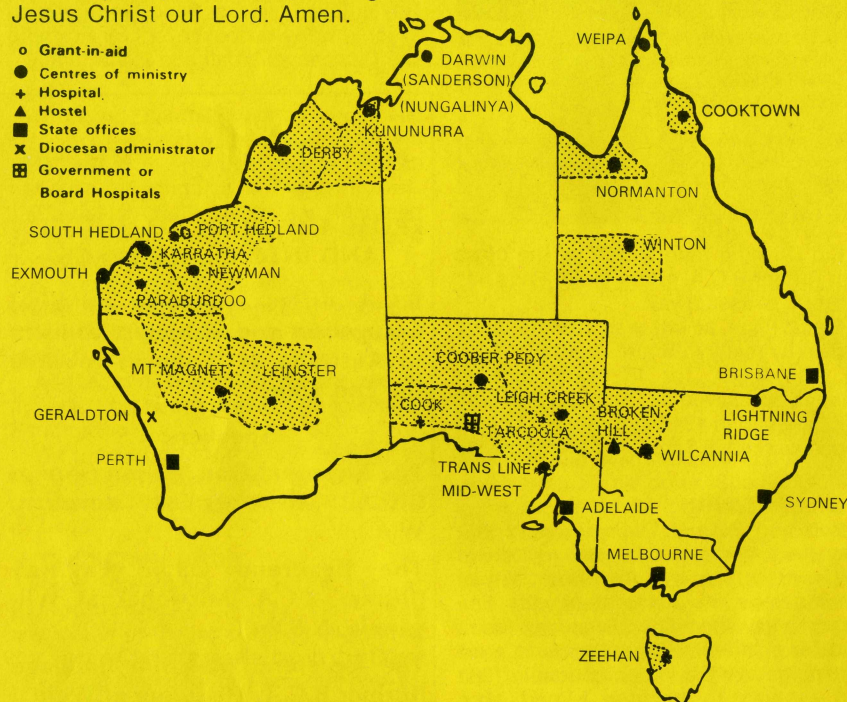 Jesus Christ our Lord. Amen.
o Grant-in-aid
Centres of ministry
Hospital
Hostel
State offices
x Diocesan administrator
Government or
Board Hospitals
WEIPA
DARWIN
(SANDERSON)
(NUNGALINYA)
KUNUNURRA
COOKTOWN
DERBY
NORMANTON
SOUTH HEDLAND
PORT HEDLAND
KARRATHA
WINTON
EXMOUTH
NEWMAN
PARABURDOO
COOBER PEDY
MT. MAGNET
LEINSTER
BRISBANE
LEIGH CREEK
COOK
BROKEN
HILL
GERALDTON
TARCOOLA
LIGHTNING
RIDGE
PERTH
WILCANNIA
TRANS LINE
MID-WEST
SYDNEY
ADELAIDE
MELBOURNE
ZEEHAN